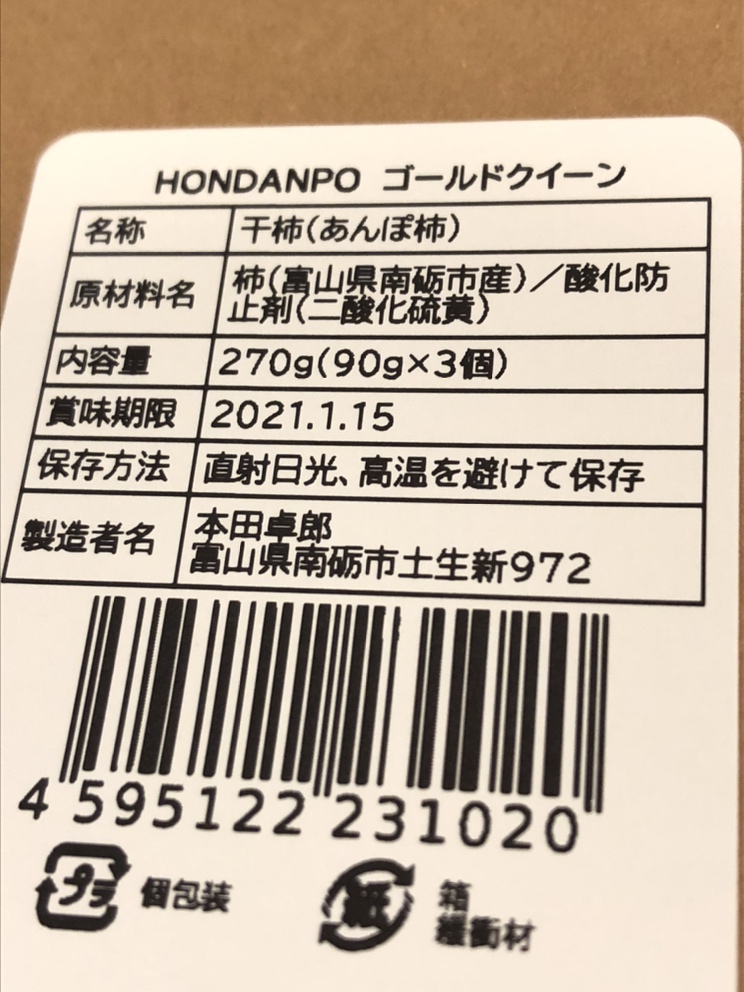 HONDANPO ゴールドクイーン
名称 干柿(あんぽ柿)
原材料名 柿(富山県南砺市産)/酸化防
止剤(二酸化硫黄)
内容量 270g(90g×3個)
賞味期限 2021.1.15
保存方法 直射日光、高温を避けて保存
製造者名 本田卓郎
富山県南砺市土生新972
4 595122 231020
プラ 個包装
紙 箱
緩衝材